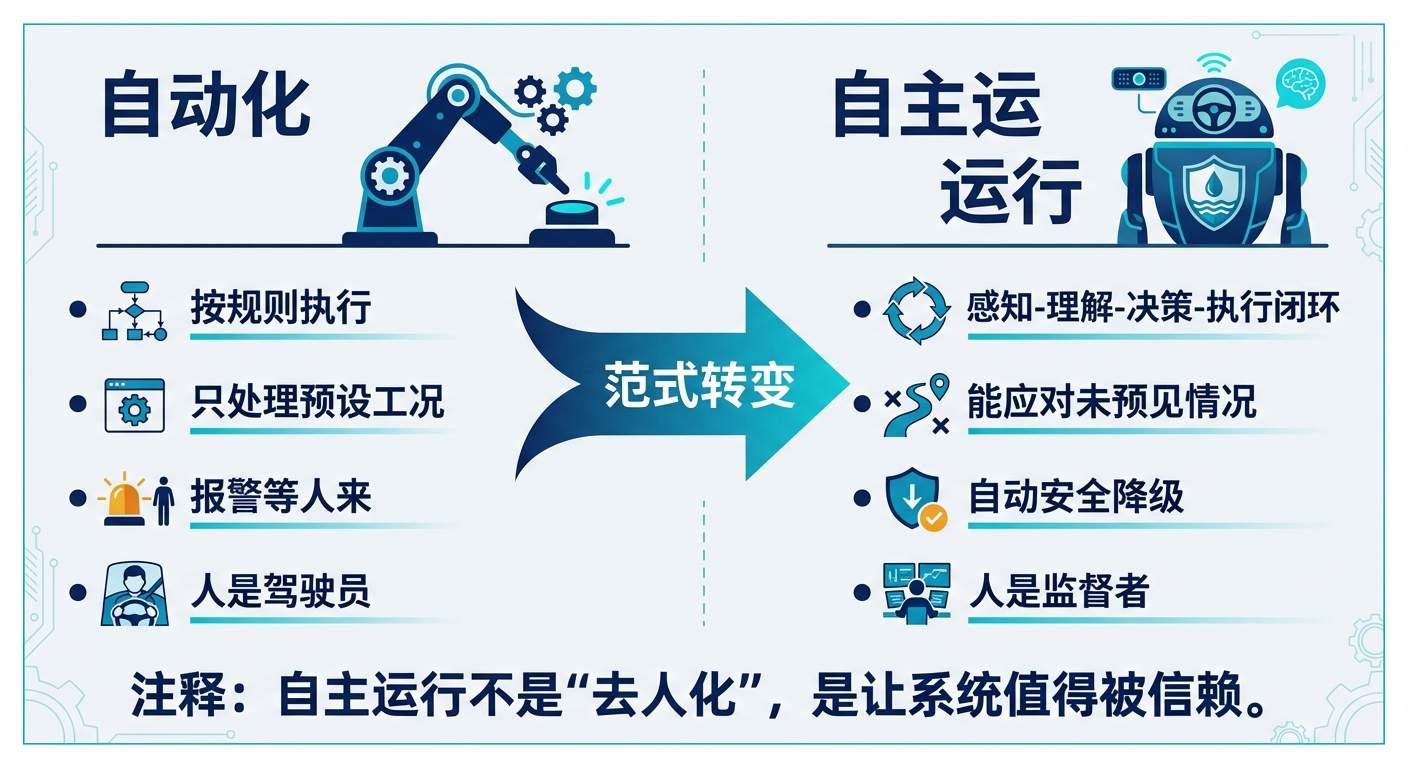 自动化
按规则执行
只处理预设工况
报警等人来
人是驾驶员
范式转变
自主运
运行
感知-理解-决策-执行闭环
能应对未预见情况
自动安全降级
人是监督者
注释：自主运行不是“去人化”，是让系统值得被信赖。